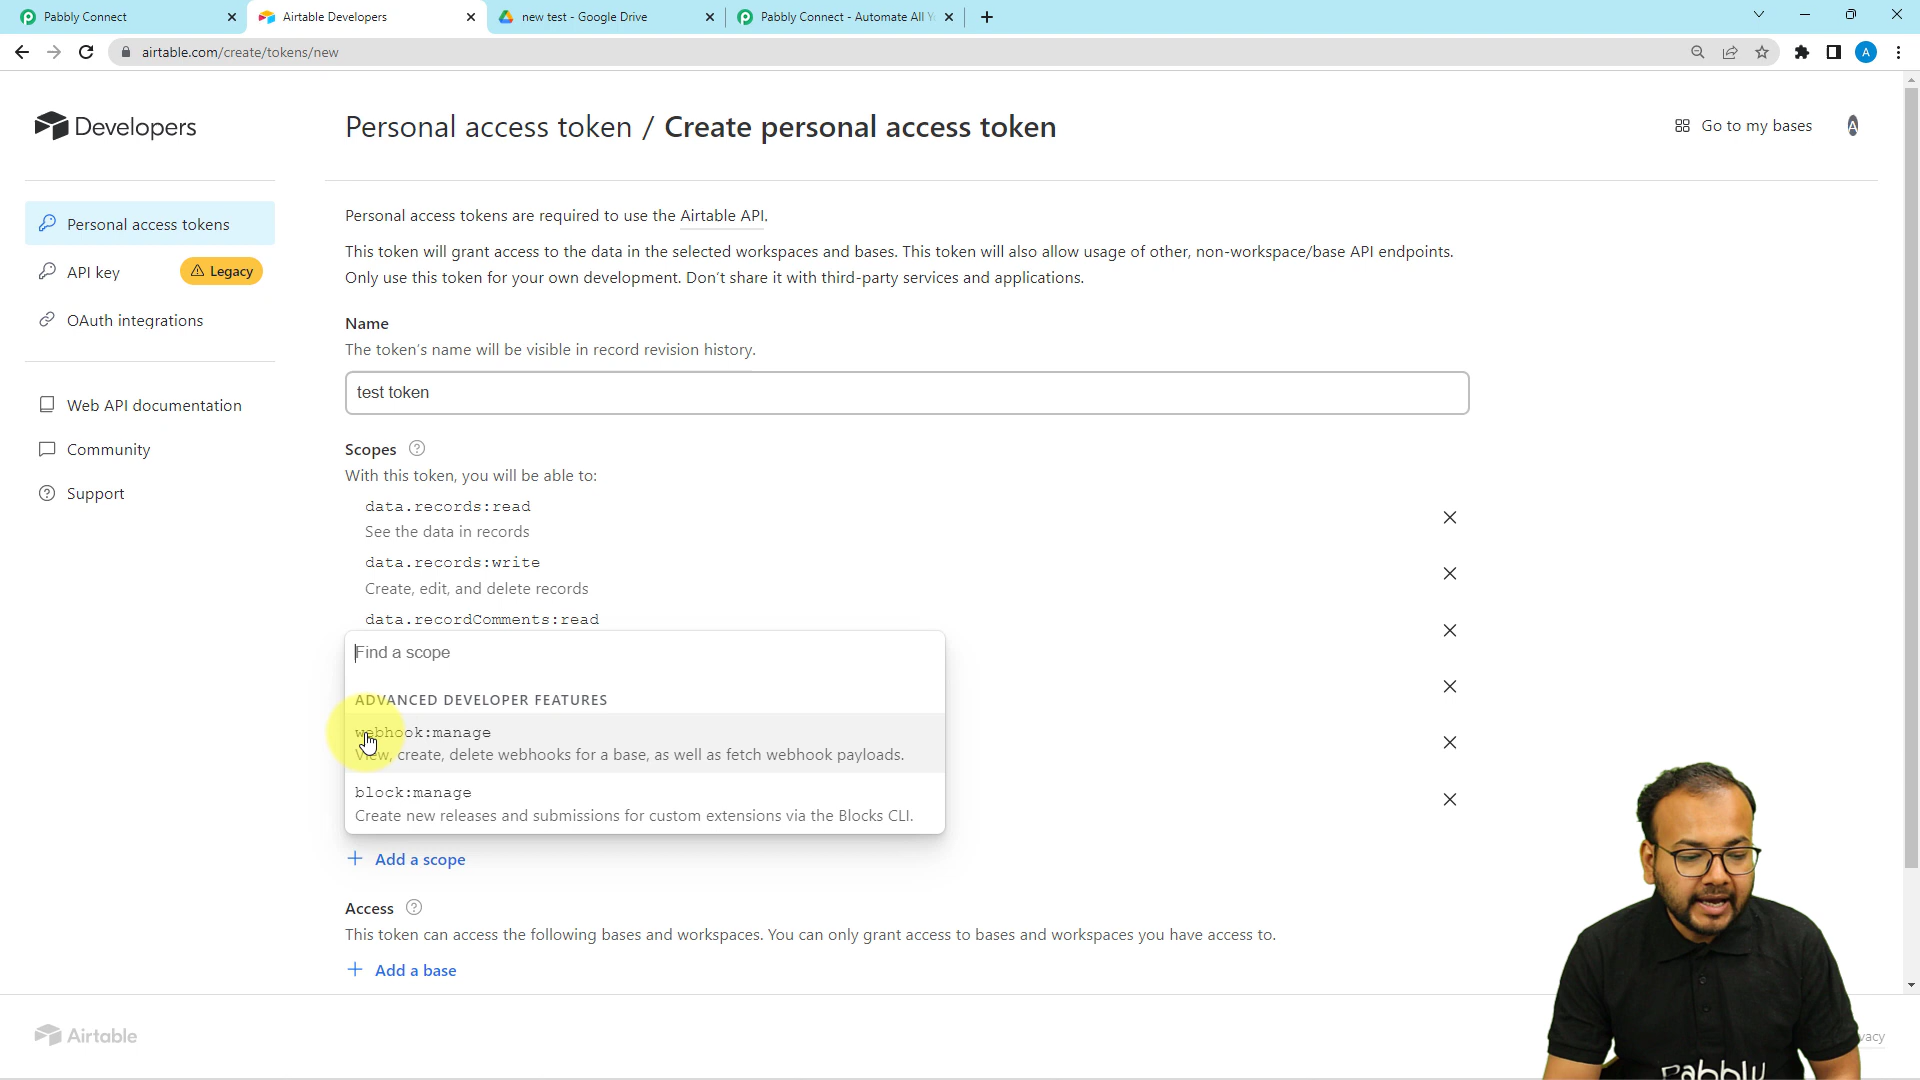 Pabbly Connect
Airtable Developers
new test - Google Drive
Pabbly Connect - Automate All
airtable.com/create/tokens/new
A
Developers
Personal access token / Create personal access token
Go to my bases
A
Personal access tokens
API key
Legacy
OAuth integrations
Web API documentation
Community
Support
Personal access tokens are required to use the Airtable API.
This token will grant access to the data in the selected workspaces and bases. This token will also allow usage of other, non-workspace/base API endpoints.
Only use this token for your own development. Don't share it with third-party services and applications.
Name
The token's name will be visible in record revision history.
test token
Scopes
With this token, you will be able to:
data.records:read
See the data in records
data.records:write
Create, edit, and delete records
data.recordComments:read
Find a scope
ADVANCED DEVELOPER FEATURES
webhook:manage
View, create, delete webhooks for a base, as well as fetch webhook payloads.
block:manage
Create new releases and submissions for custom extensions via the Blocks CLI.
+ Add a scope
Access
This token can access the following bases and workspaces. You can only grant access to bases and workspaces you have access to.
+ Add a base
Airtable
vacy
Pabbly